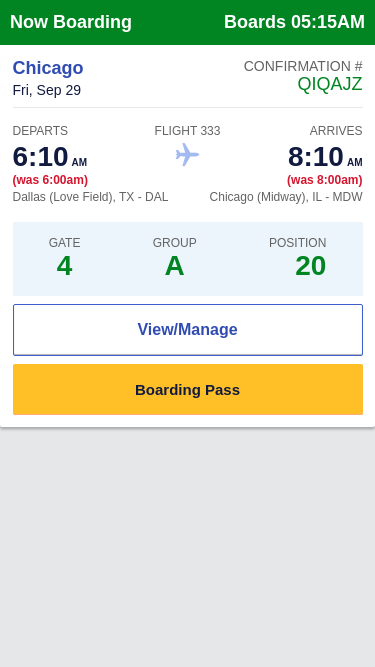 Now Boarding Boards 05:15AM
Chicago CONFIRMATION #
Fri, Sep 29 QIQAJZ
DEPARTS FLIGHT 333 ARRIVES
6:10 AM 8:10 AM
(was 6:00am) (was 8:00am)
Dallas (Love Field), TX - DAL Chicago (Midway), IL - MDW
GATE GROUP POSITION
4 A 20
View/Manage
Boarding Pass